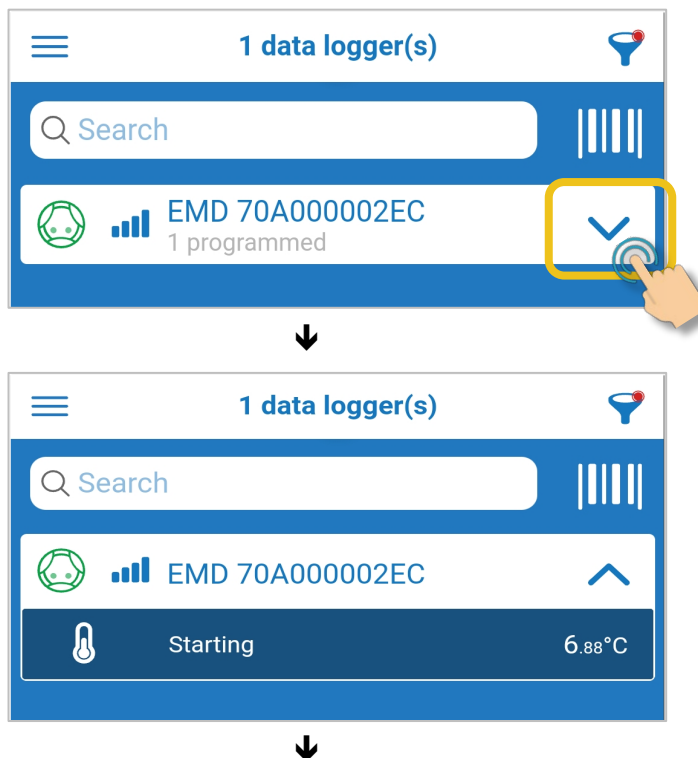 1 data logger(s)
Search
EMD 70A000002EC
1 programmed
1 data logger(s)
Search
EMD 70A000002EC
Starting 6.88°C